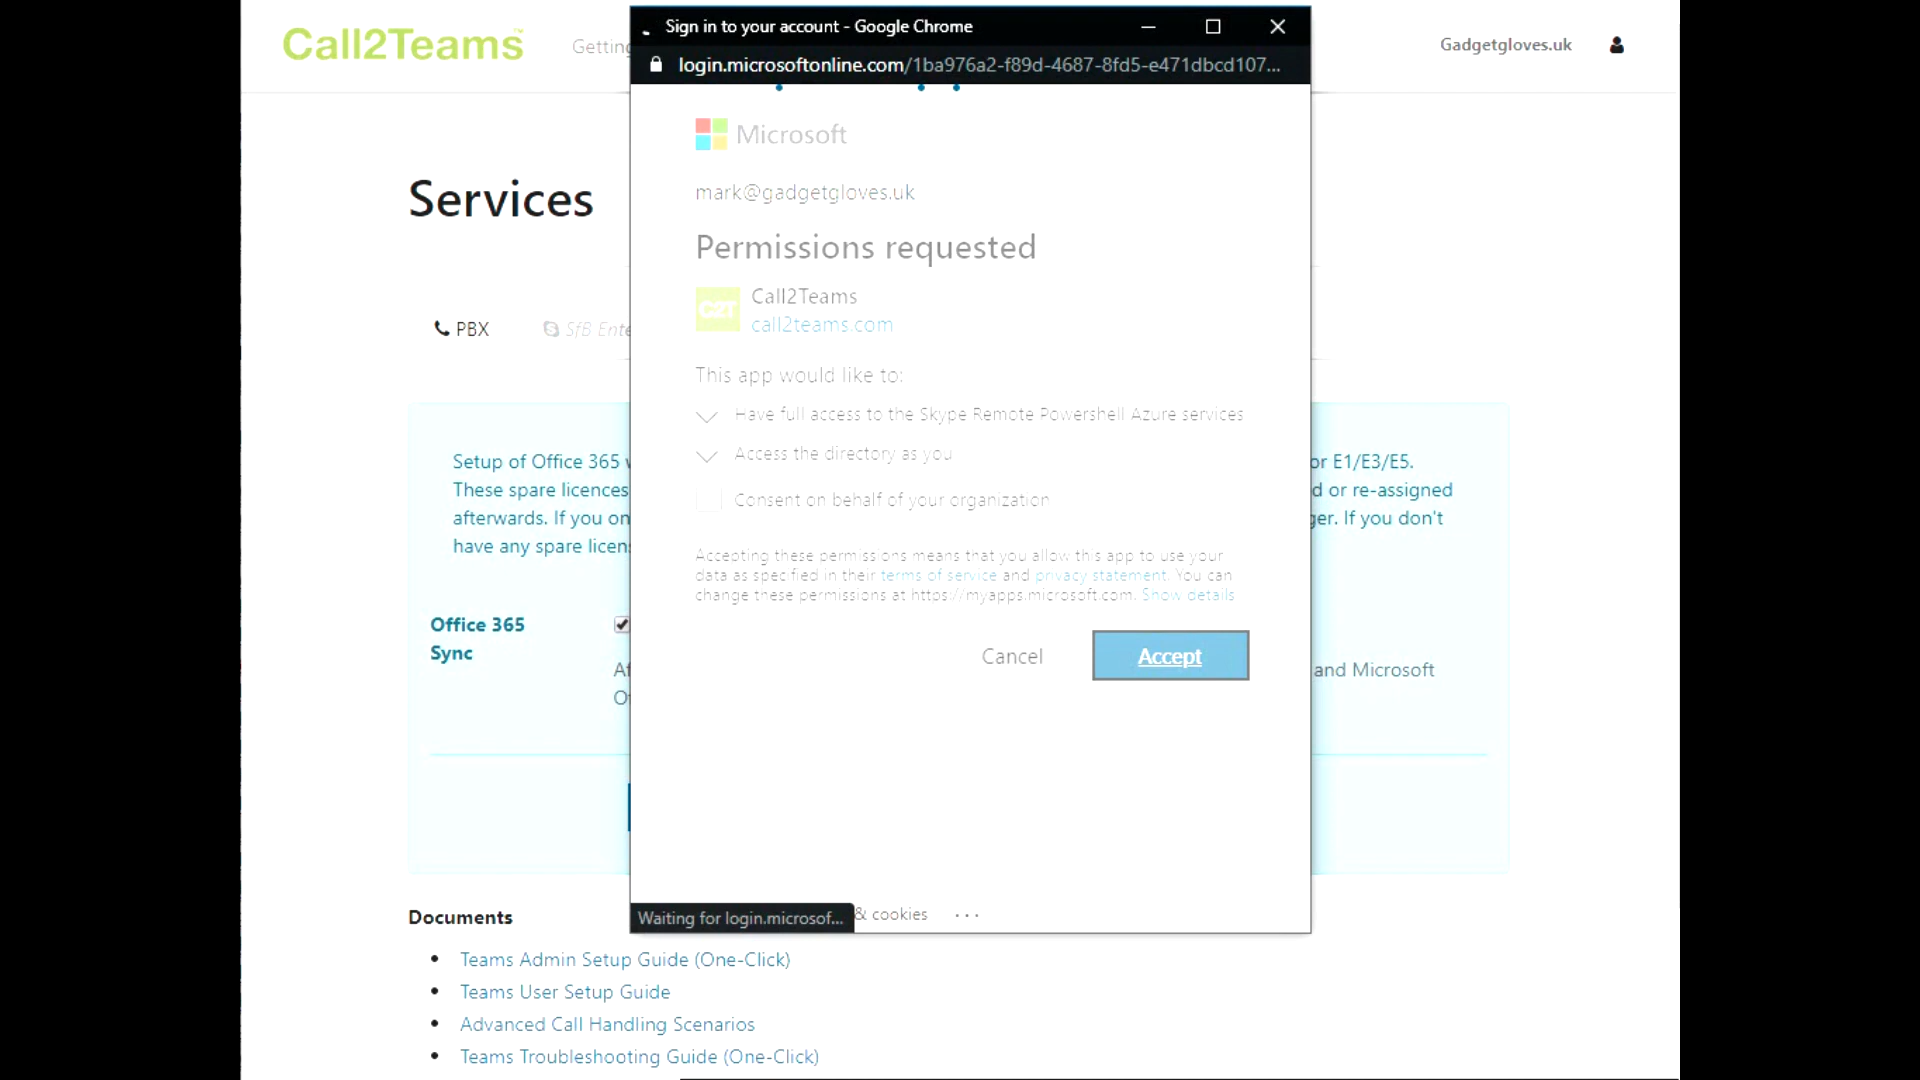 Call2Teams
Getting
Gadgetgloves.uk
Sign in to your account - Google Chrome
login.microsoftonline.com/1ba976a2-f89d-4687-8fd5-e471dbcd107...
Microsoft
mark@gadgetgloves.uk
Permissions requested
C2T
Call2Teams
call2teams.com
This app would like to:
Have full access to the Skype Remote Powershell Azure services
Access the directory as you
Consent on behalf of your organization
Accepting these permissions means that you allow this app to use your
data as specified in their terms of service and privacy statement. You can
change these permissions at https://myapps.microsoft.com. Show details
Cancel
Accept
& cookies ...
Waiting for login.microsof...
Services
PBX
SfB Ente
Setup of Office 365
or E1/E3/E5.
These spare licences
d or re-assigned
afterwards. If you on
ger. If you don't
have any spare licens
Office 365
Sync
Af
and Microsoft
Of
Documents
Teams Admin Setup Guide (One-Click)
Teams User Setup Guide
Advanced Call Handling Scenarios
Teams Troubleshooting Guide (One-Click)